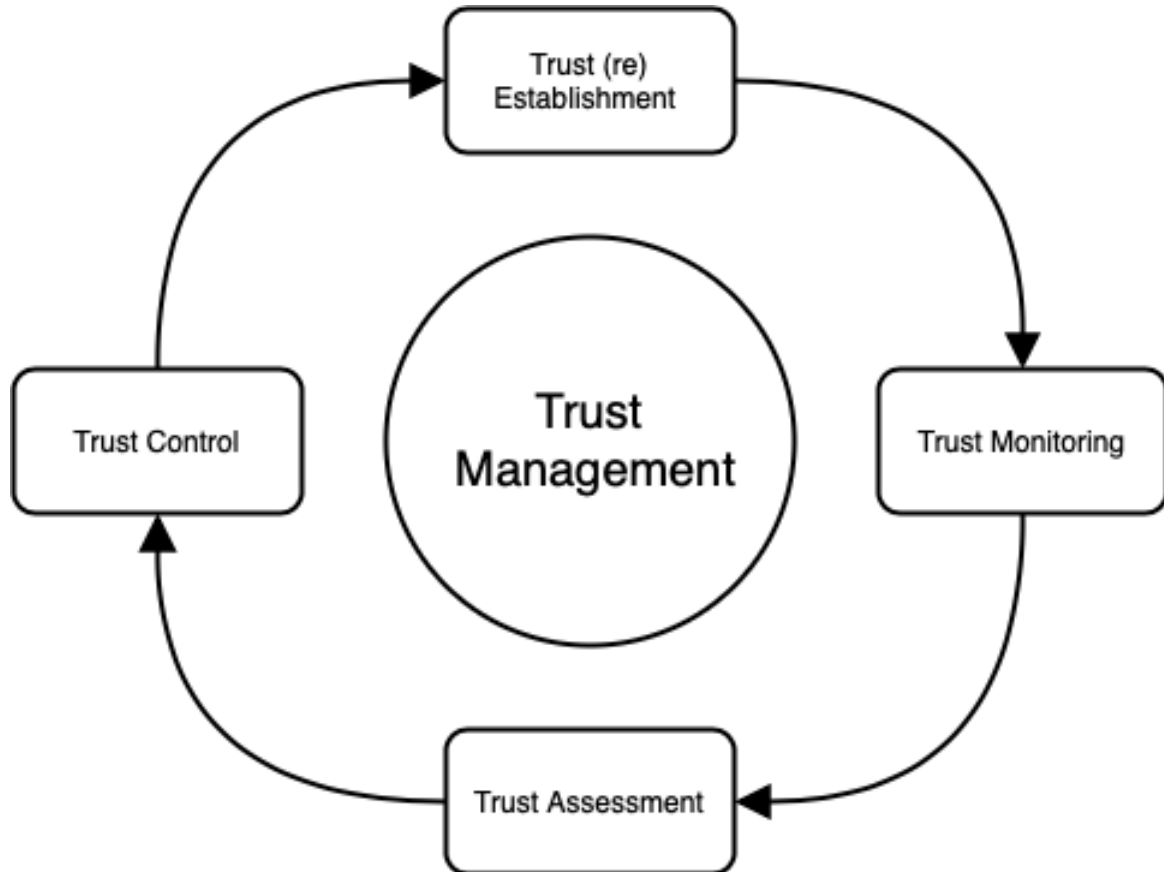 Trust (re)
Establishment
Trust Control
Trust
Management
Trust Monitoring
Trust Assessment